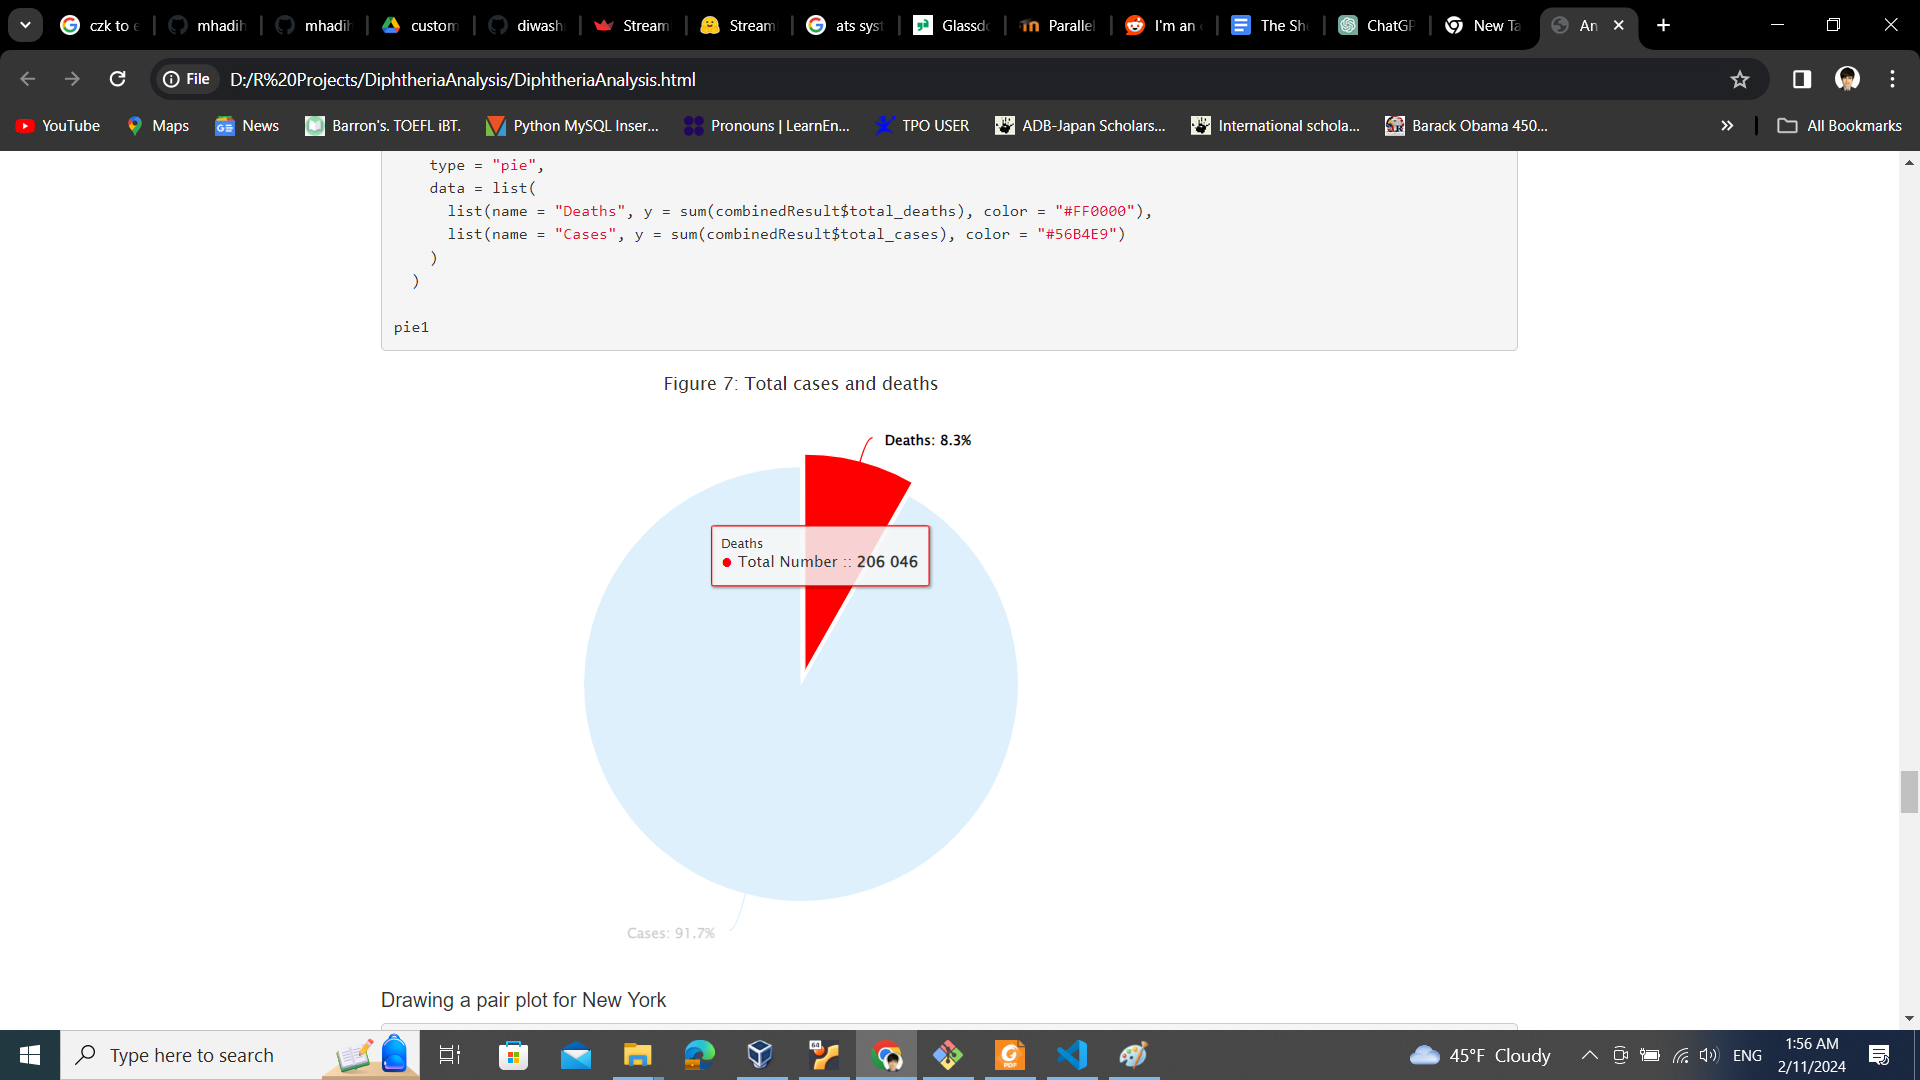 czk to e
mhadih
mhadih
custom
diwash
Stream
Stream
ats syst
Glassdo
Parallel
I'm an
The Sh
ChatGP
New Ta
An
File
D:/R%20Projects/DiphtheriaAnalysis/DiphtheriaAnalysis.html
YouTube
Maps
News
Barron's. TOEFL iBT.
Python MySQL Inser...
Pronouns | LearnEn...
TPO USER
ADB-Japan Scholars...
International schola...
Barack Obama 450...
All Bookmarks
type = "pie",
data = list(
list(name = "Deaths", y = sum(combinedResult$total_deaths), color = "#FF0000"),
list(name = "Cases", y = sum(combinedResult$total_cases), color = "#56B4E9")
)
)
pie1
Figure 7: Total cases and deaths
Deaths: 8.3%
Deaths
Total Number :: 206 046
Cases: 91.7%
Drawing a pair plot for New York
Type here to search
64
PDF
45°F Cloudy
ENG
1:56 AM
2/11/2024